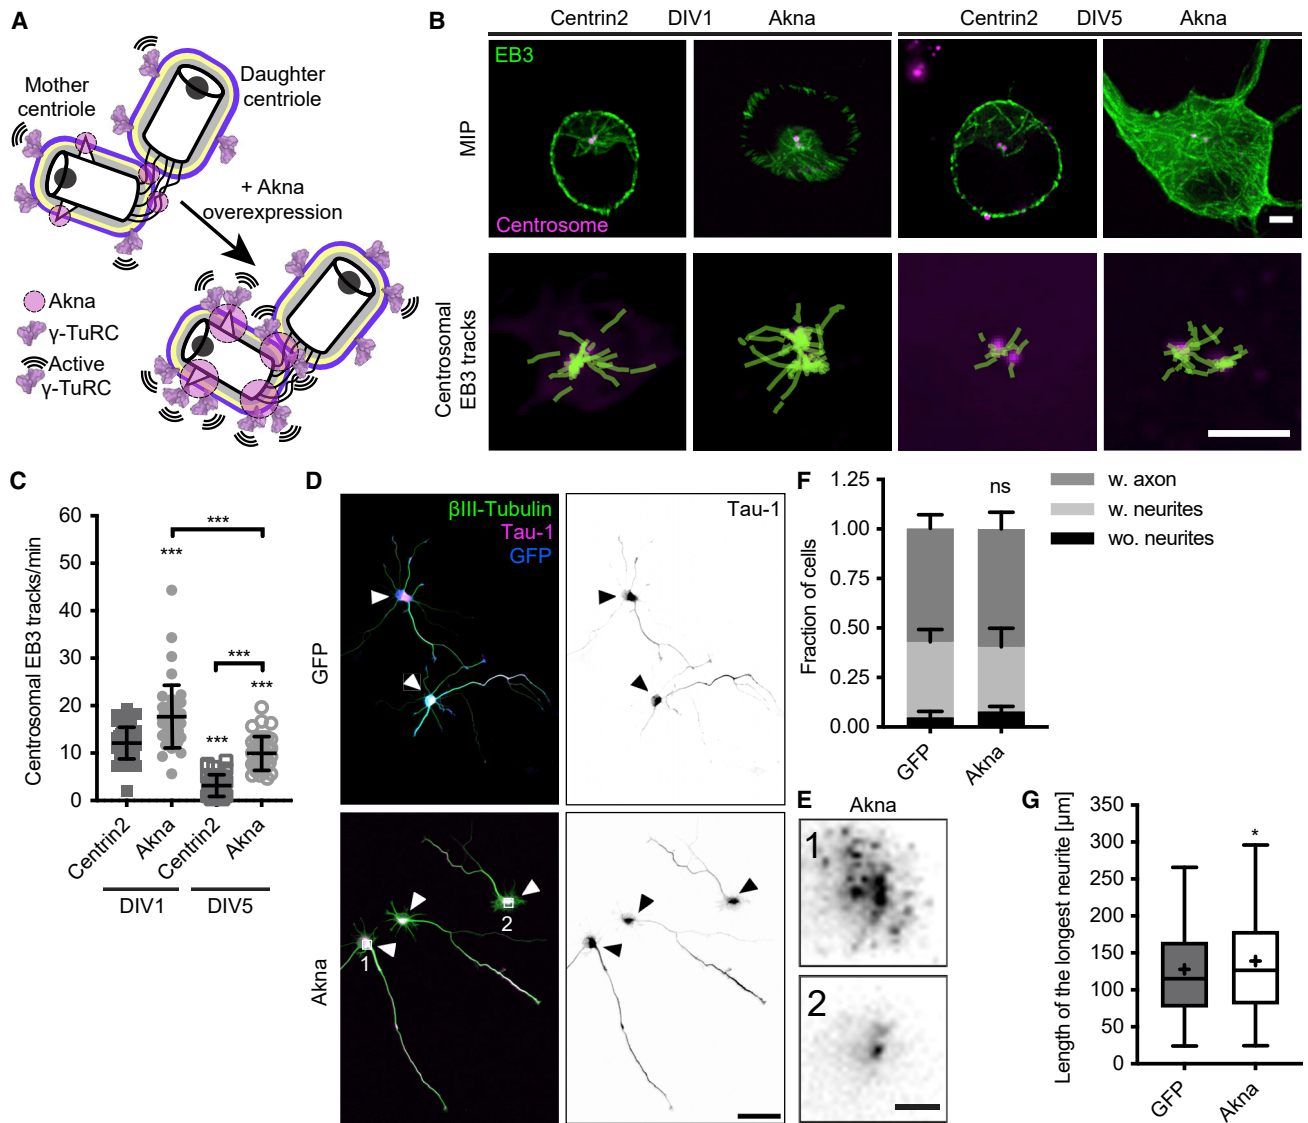 A
Mother
centriole
Daughter
centriole
+ Akna
overexpression
Akna
γ-TuRC
Active
γ-TuRC
B
Centrin2 DIV1 Akna
Centrin2 DIV5 Akna
MIP
EB3
Centrosome
Centrosomal
EB3 tracks
C
Centrosomal EB3 tracks/min
60
50
40
30
20
10
0
***
***
***
***
***
Centrin2
Akna
Centrin2
Akna
DIV1
DIV5
D
GFP
βIII-Tubulin
Tau-1
GFP
Tau-1
Akna
1
2
E
Akna
1
2
F
Fraction of cells
1.25
1.00
0.75
0.50
0.25
0.00
ns
GFP
Akna
w. axon
w. neurites
wo. neurites
G
Length of the longest neurite [µm]
350
300
250
200
150
100
50
0
*
GFP
Akna